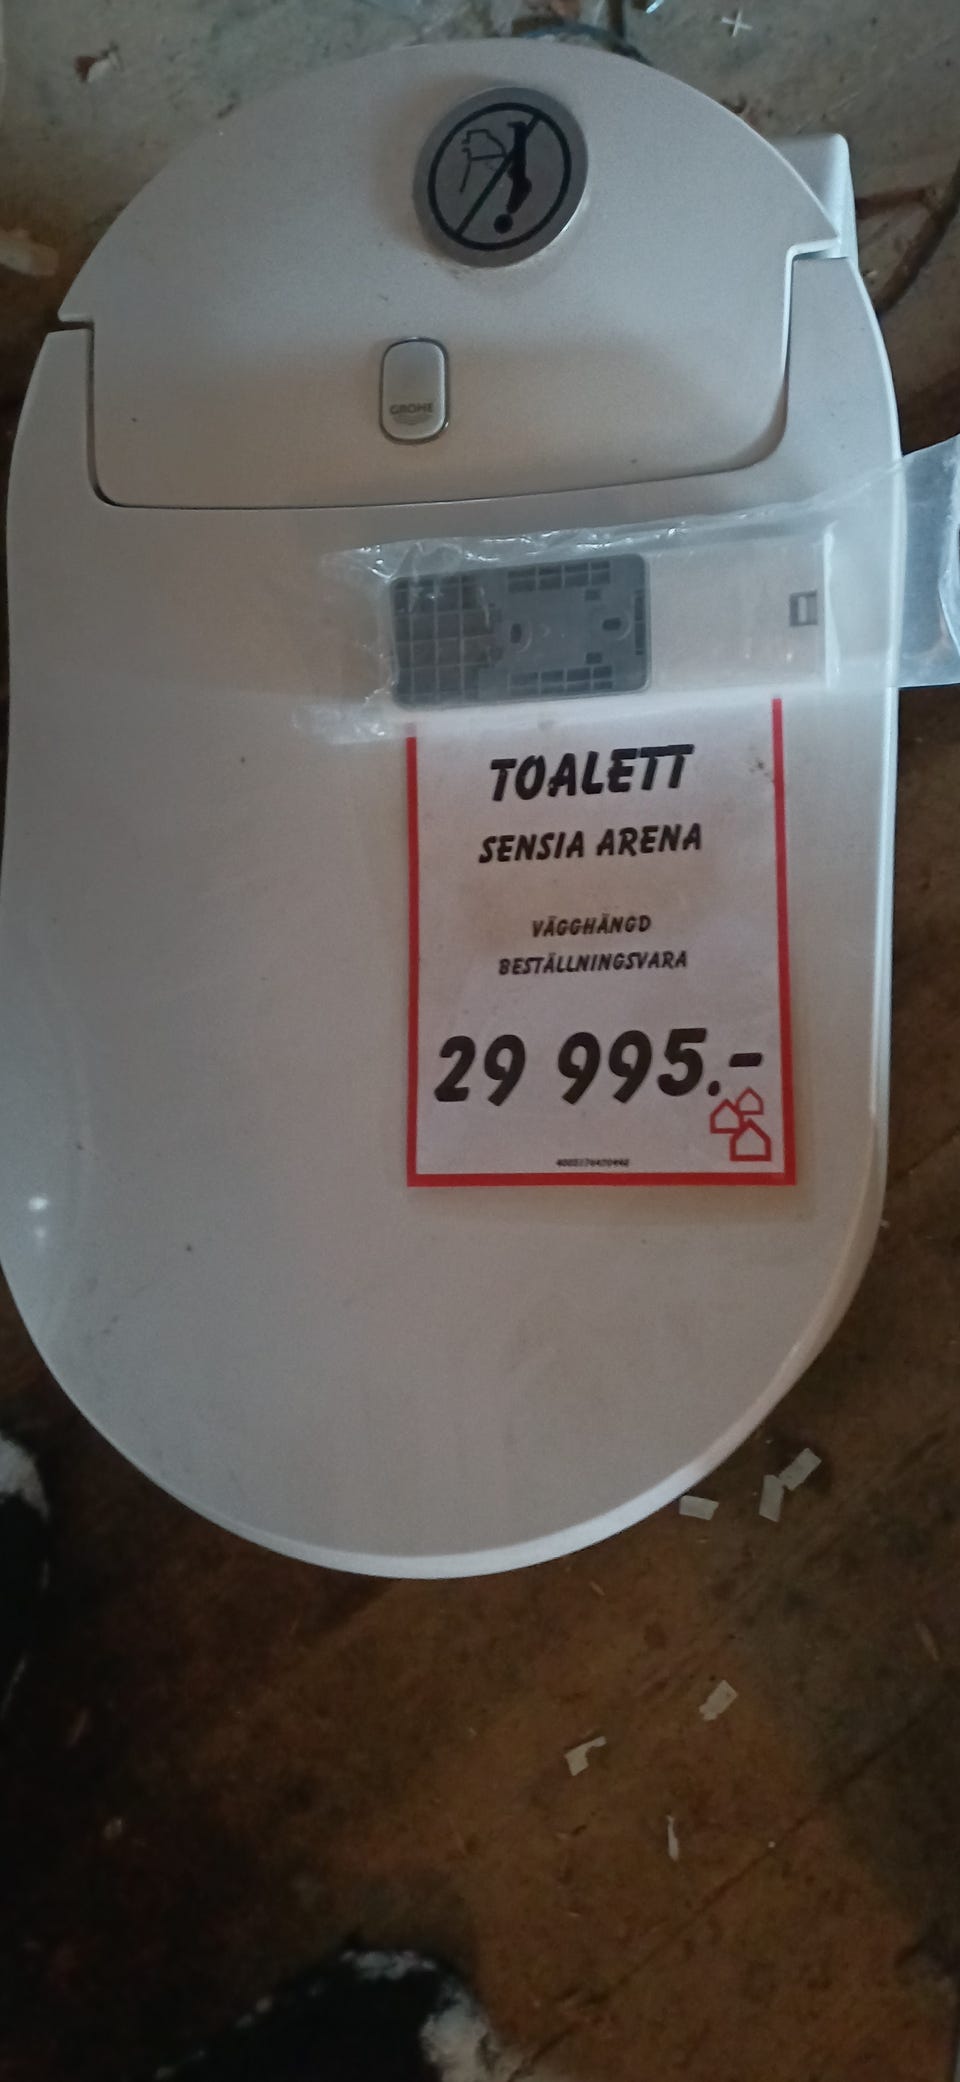 GROHE
TOALETT
SENSIA ARENA
VÄGGHÄNGD
BESTÄLLNINGSVARA
29 995.-